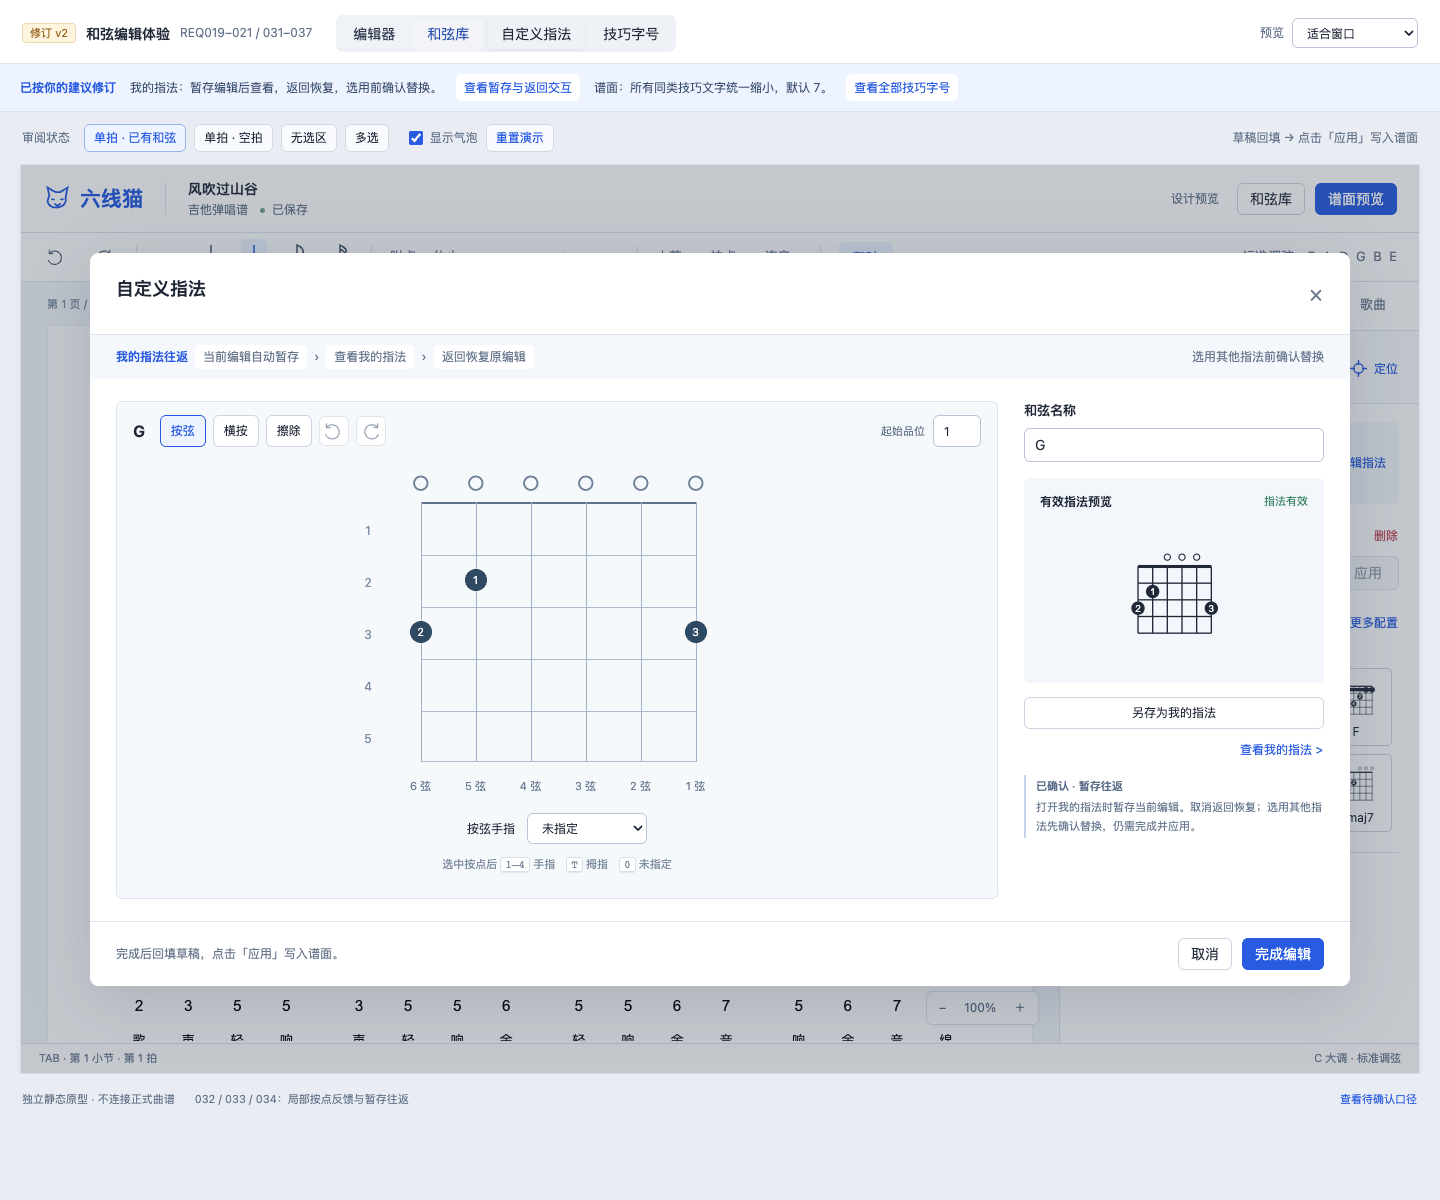 修订 v2 和弦编辑体验 REQ019–021 / 031–037 编辑器 和弦库 自定义指法 技巧字号 预览 适合窗口
已按你的建议修订 我的指法：暂存编辑后查看，返回恢复，选用前确认替换。 查看暂存与返回交互 谱面：所有同类技巧文字统一缩小，默认 7。 查看全部技巧字号
审阅状态 单拍 · 已有和弦 单拍 · 空拍 无选区 多选 显示气泡 重置演示 草稿回填 → 点击「应用」写入谱面
六线猫 风吹过山谷
吉他弹唱谱 已保存 设计预览 和弦库 谱面预览
G B E
第 1 页 / 歌曲
自定义指法
我的指法往返 当前编辑自动暂存 › 查看我的指法 › 返回恢复原编辑 选用其他指法前确认替换
定位
G 按弦 横按 擦除 起始品位 1
和弦名称
G
辑指法
有效指法预览 指法有效
删除
应用
更多配置
1
2 1
3 2 3
4
5
1
2 3
6 弦 5 弦 4 弦 3 弦 2 弦 1 弦
按弦手指 未指定
选中按点后 1–4 手指 T 拇指 0 未指定
另存为我的指法
F
查看我的指法 >
已确认 · 暂存往返
打开我的指法时暂存当前编辑。取消返回恢复；选用其他指
法先确认替换，仍需完成并应用。
maj7
完成后回填草稿，点击「应用」写入谱面。 取消 完成编辑
2 3 5 5 3 5 5 6 5 5 6 7 5 6 7 − 100% +
歌 声 轻 响 声 轻 响 金 轻 响 金 音 响 金 音 绵
TAB · 第 1 小节 · 第 1 拍 C 大调 · 标准调弦
独立静态原型 · 不连接正式曲谱 032 / 033 / 034：局部按点反馈与暂存往返 查看待确认口径